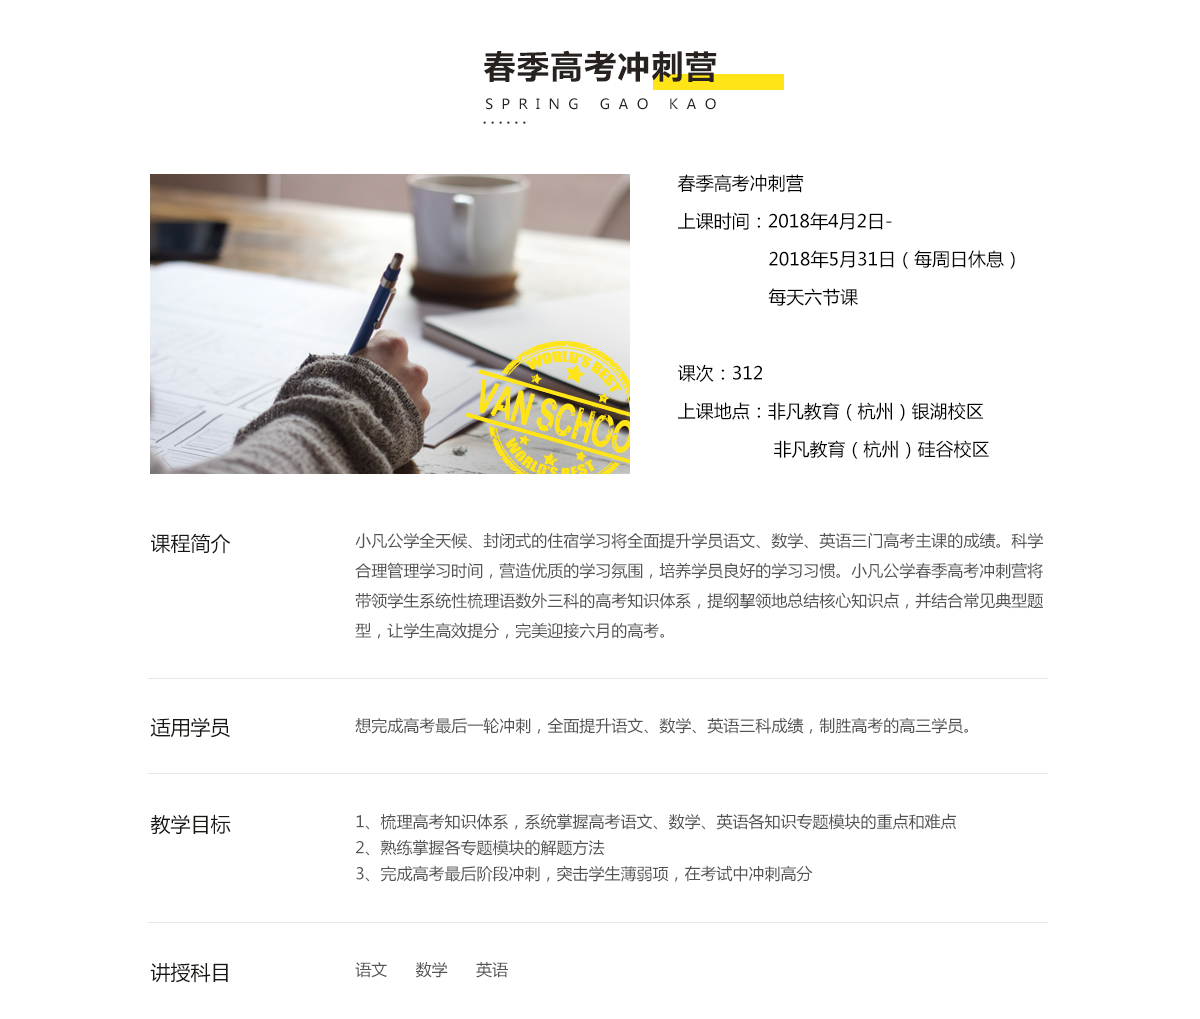 春季高考冲刺营
SPRING GAO KAO
······
春季高考冲刺营
上课时间：2018年4月2日-
2018年5月31日（每周日休息）
每天六节课
课次：312
上课地点：非凡教育（杭州）银湖校区
非凡教育（杭州）硅谷校区
WORLD'S BEST
VAN SCHOO
WORLD'S BEST
课程简介
小凡公学全天候、封闭式的住宿学习将全面提升学员语文、数学、英语三门高考主课的成绩。科学
合理管理学习时间，营造优质的学习氛围，培养学员良好的学习习惯。小凡公学春季高考冲刺营将
带领学生系统性梳理语数外三科的高考知识体系，提纲挈领地总结核心知识点，并结合常见典型题
型，让学生高效提分，完美迎接六月的高考。
适用学员
想完成高考最后一轮冲刺，全面提升语文、数学、英语三科成绩，制胜高考的高三学员。
教学目标
1、梳理高考知识体系，系统掌握高考语文、数学、英语各知识专题模块的重点和难点
2、熟练掌握各专题模块的解题方法
3、完成高考最后阶段冲刺，突击学生薄弱项，在考试中冲刺高分
讲授科目
语文 数学 英语